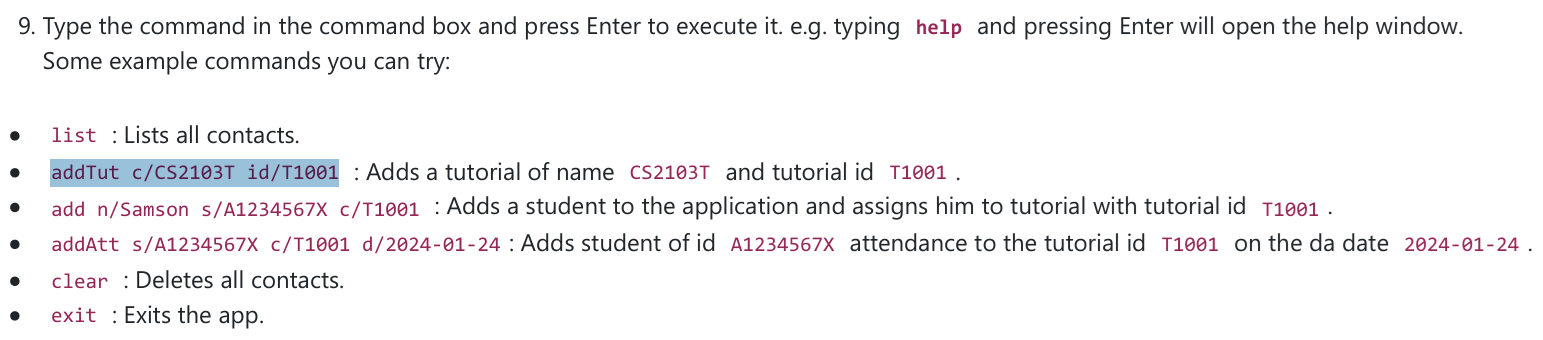 9. Type the command in the command box and press Enter to execute it. e.g. typing help and pressing Enter will open the help window.
Some example commands you can try:
• list : Lists all contacts.
• addTut c/CS2103T id/T1001 : Adds a tutorial of name CS2103T and tutorial id T1001 .
• add n/Samson s/A1234567X c/T1001 : Adds a student to the application and assigns him to tutorial with tutorial id T1001 .
• addAtt s/A1234567X c/T1001 d/2024-01-24 : Adds student of id A1234567X attendance to the tutorial id T1001 on the da date 2024-01-24 .
• clear : Deletes all contacts.
• exit : Exits the app.